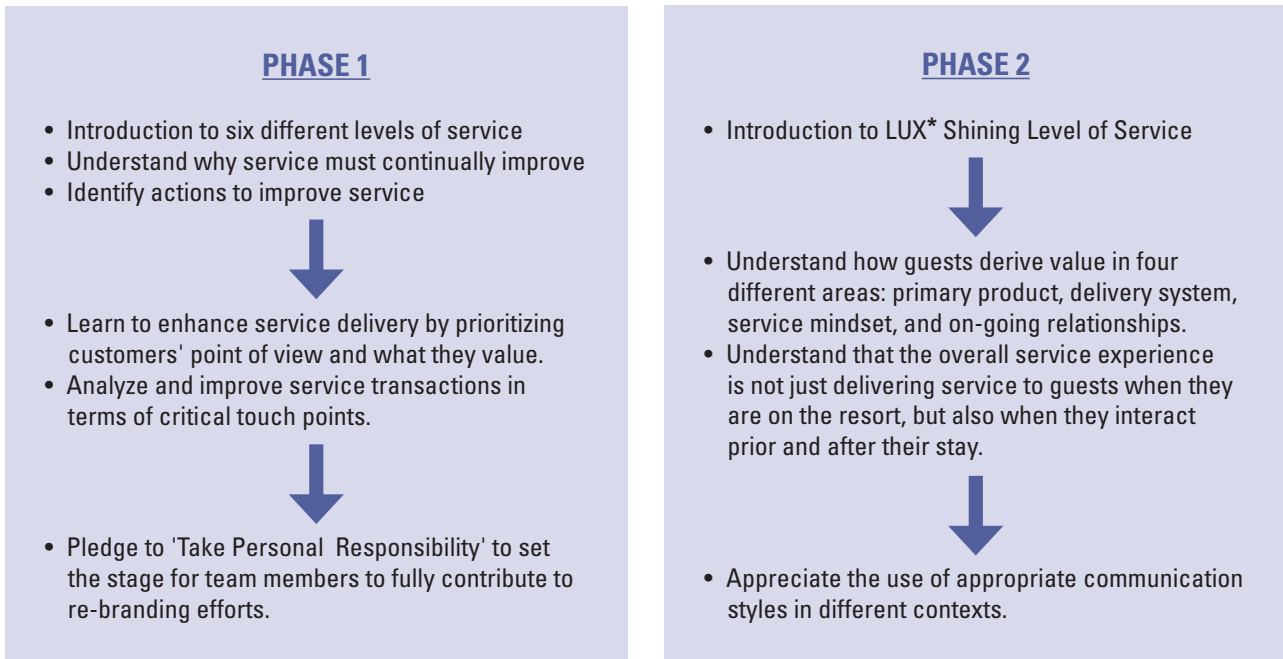 PHASE 1
• Introduction to six different levels of service
• Understand why service must continually improve
• Identify actions to improve service
• Learn to enhance service delivery by prioritizing
customers' point of view and what they value.
• Analyze and improve service transactions in
terms of critical touch points.
• Pledge to 'Take Personal Responsibility' to set
the stage for team members to fully contribute to
re-branding efforts.
PHASE 2
• Introduction to LUX* Shining Level of Service
• Understand how guests derive value in four
different areas: primary product, delivery system,
service mindset, and on-going relationships.
• Understand that the overall service experience
is not just delivering service to guests when they
are on the resort, but also when they interact
prior and after their stay.
• Appreciate the use of appropriate communication
styles in different contexts.